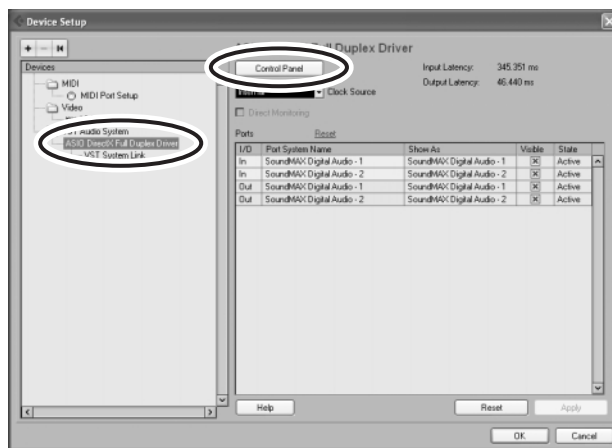 Device Setup
Devices
MIDI
MIDI Port Setup
Video
Audio System
ASIO DirectX Full Duplex Driver
VST System Link
Full Duplex Driver
Control Panel
Input Latency: 345.351 ms
Output Latency: 46.440 ms
Clock Source
Direct Monitoring
Ports Reset
I/O Port System Name Show As Visible State
In SoundMAX Digital Audio - 1 SoundMAX Digital Audio - 1 Active
In SoundMAX Digital Audio - 2 SoundMAX Digital Audio - 2 Active
Out SoundMAX Digital Audio - 1 SoundMAX Digital Audio - 1 Active
Out SoundMAX Digital Audio - 2 SoundMAX Digital Audio - 2 Active
Help Reset Apply
OK Cancel